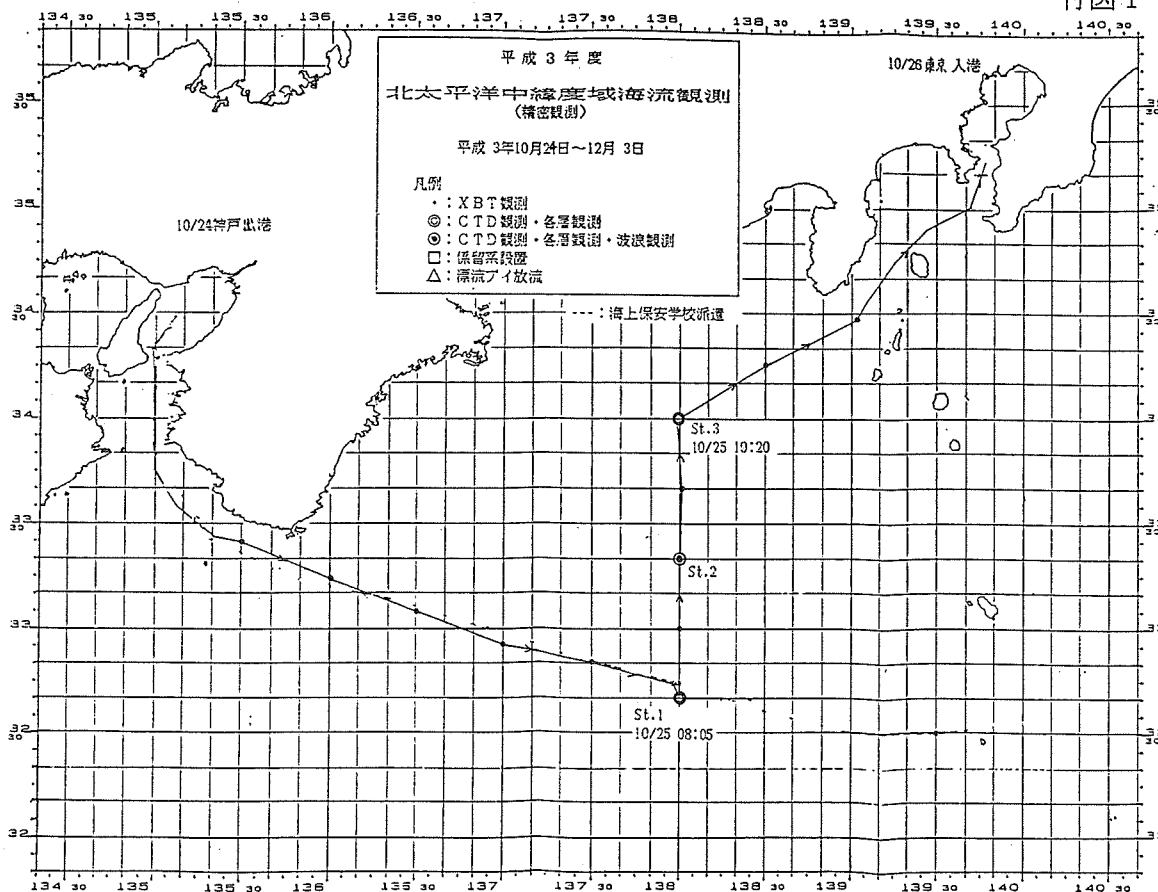 付図 1
134 30 135 135 30 136 136 30 137 137 30 138 138 30 139 139 30 140 140 30
平成 3 年度
北太平洋中緯度域海流観測
(精密観測)
平成 3年10月24日～12月 3日
凡例
・:XBT観測
◎:CTD観測・各層観測
◉:CTD観測・各層観測・波浪観測
□:係留系設置
△:漂流ブイ放流
----:海上保安学校派遣
10/26東京入港
10/24神戸出港
35 30
35
34 30
34
33 30
33
32 30
32
St.3
10/25 19:20
St.2
St.1
10/25 08:05
134 30 135 135 30 136 136 30 137 137 30 138 138 30 139 139 30 140 140 30